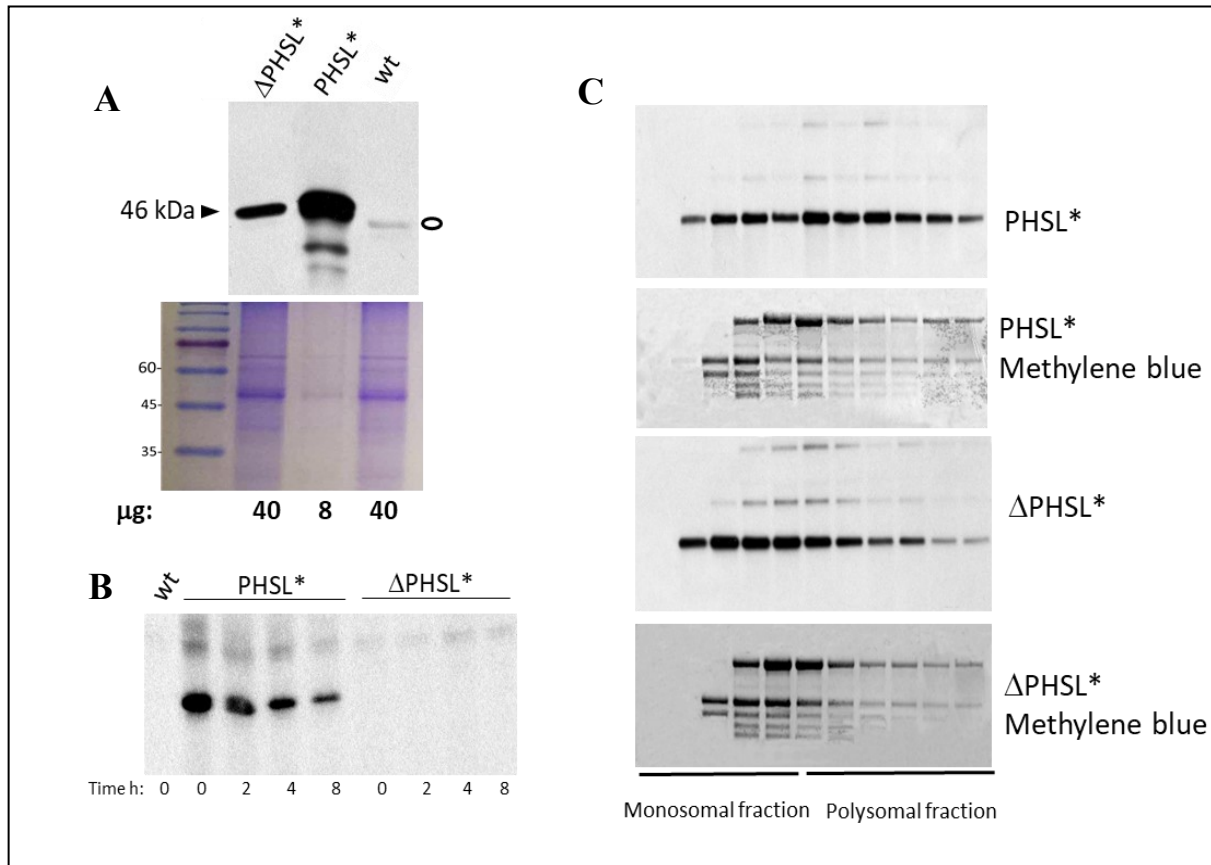 A
ΔPHSL*
PHSL*
wt
46 kDa
60-
45-
35-
µg:
40
8
40
B
wt
PHSL*
ΔPHSL*
Time h:
0
0
2
4
8
0
2
4
8
C
PHSL*
PHSL*
Methylene blue
ΔPHSL*
ΔPHSL*
Methylene blue
Monosomal fraction
Polysomal fraction